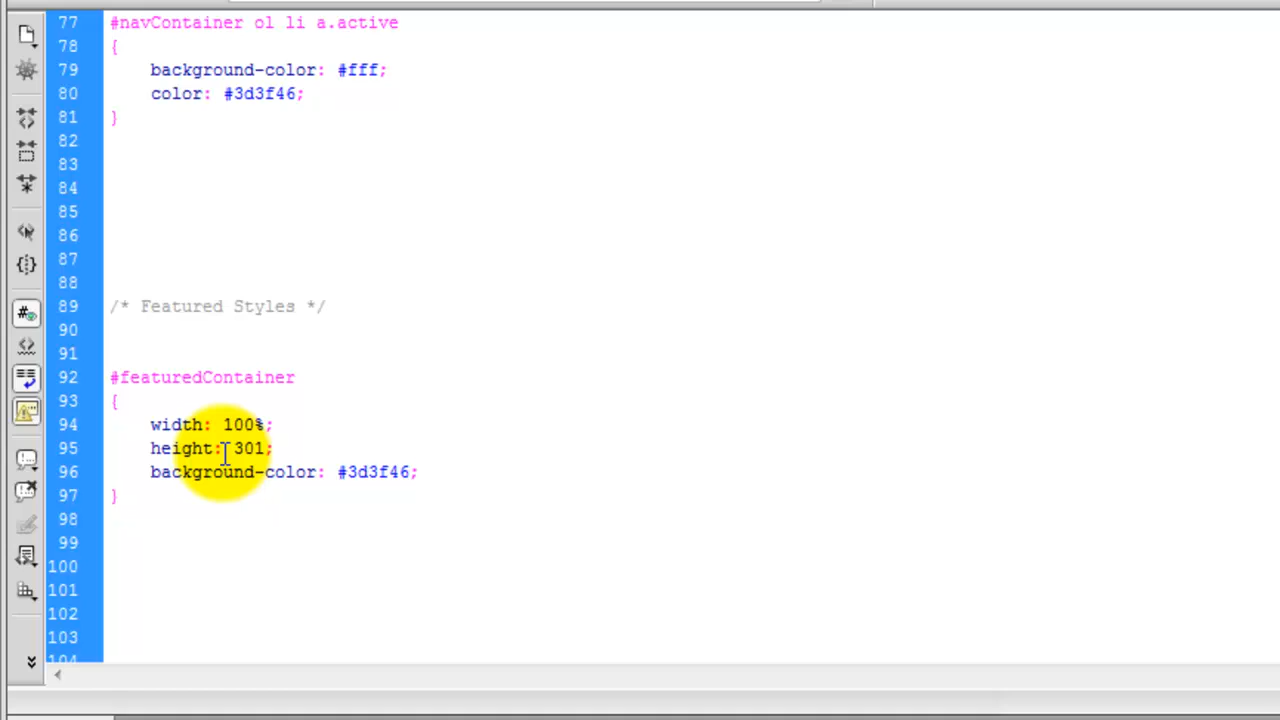 77 #navContainer ol li a.active
78 {
79 background-color: #fff;
80 color: #3d3f46;
81 }
82
83
84
85
86
87
88
89 /* Featured Styles */
90
91
92 #featuredContainer
93 {
94 width: 100%;
95 height: 301;
96 background-color: #3d3f46;
97 }
98
99
100
101
102
103
104